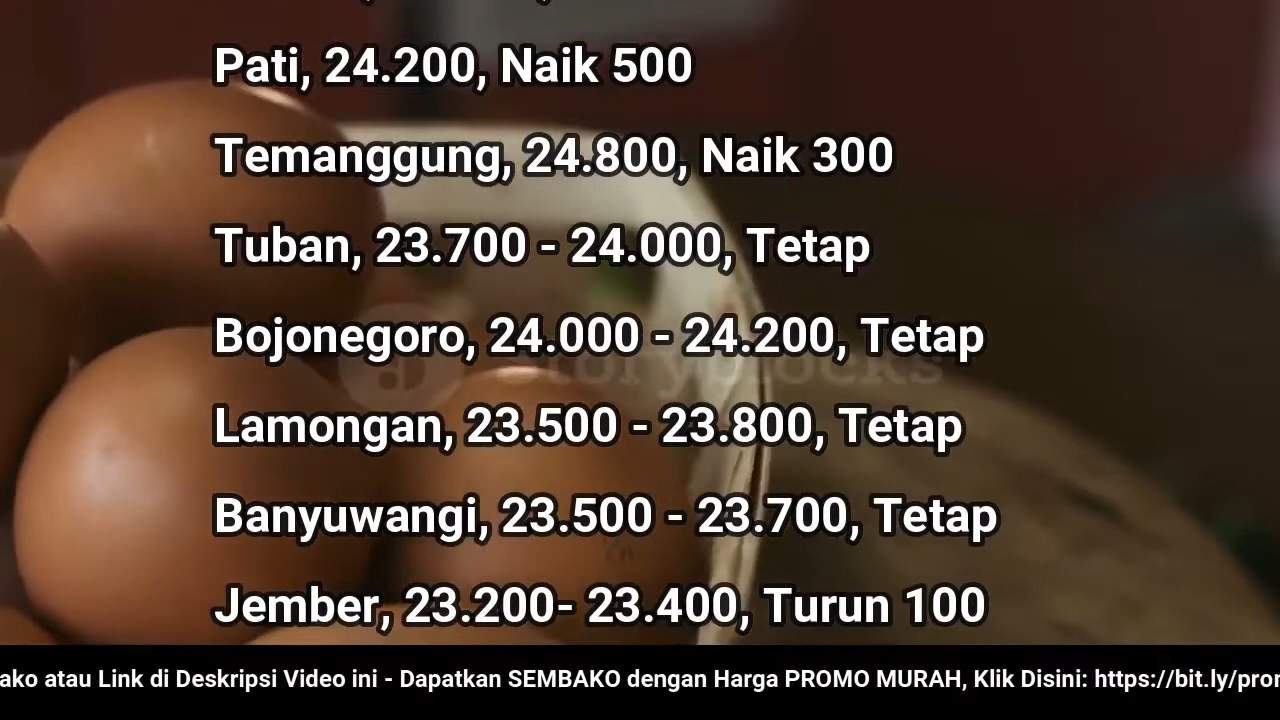 Pati, 24.200, Naik 500
Temanggung, 24.800, Naik 300
Tuban, 23.700 - 24.000, Tetap
Bojonegoro, 24.000 - 24.200, Tetap
storyblocks
Lamongan, 23.500 - 23.800, Tetap
Banyuwangi, 23.500 - 23.700, Tetap
Jember, 23.200- 23.400, Turun 100
ako atau Link di Deskripsi Video ini - Dapatkan SEMBAKO dengan Harga PROMO MURAH, Klik Disini: https://bit.ly/pro